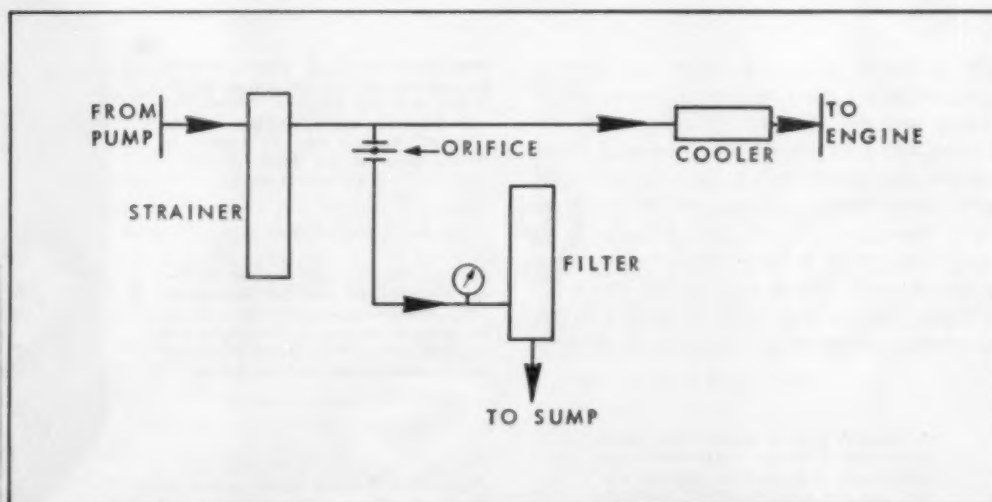 FROM
PUMP
STRAINER
ORIFICE
COOLER
TO
ENGINE
FILTER
TO SUMP